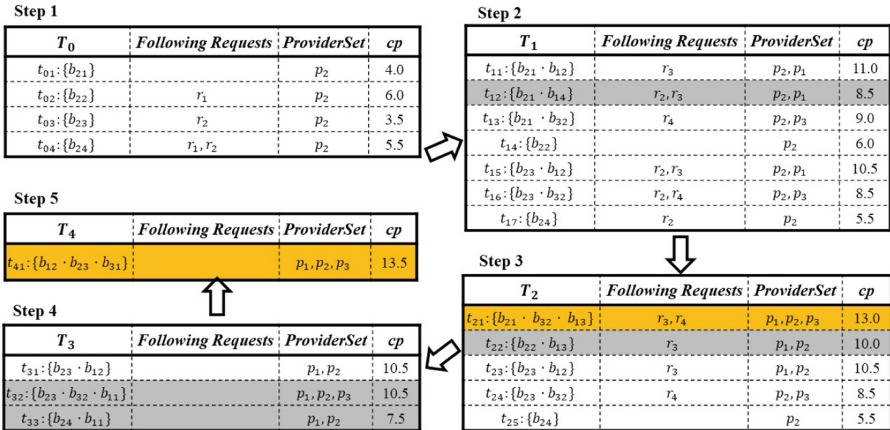 Step 1
T₀ Following Requests ProviderSet cp
t₀₁:{b₂₁} p₂ 4.0
t₀₂:{b₂₂} r₁ p₂ 6.0
t₀₃:{b₂₃} r₂ p₂ 3.5
t₀₄:{b₂₄} r₁, r₂ p₂ 5.5
Step 2
T₁ Following Requests ProviderSet cp
t₁₁:{b₂₁ · b₁₂} r₃ p₂, p₁ 11.0
t₁₂:{b₂₁ · b₁₄} r₂, r₃ p₂, p₁ 8.5
t₁₃:{b₂₁ · b₃₂} r₄ p₂, p₃ 9.0
t₁₄:{b₂₂} p₂ 6.0
t₁₅:{b₂₃ · b₁₂} r₂, r₃ p₂, p₁ 10.5
t₁₆:{b₂₃ · b₃₂} r₂, r₄ p₂, p₃ 8.5
t₁₇:{b₂₄} r₂ p₂ 5.5
Step 3
T₂ Following Requests ProviderSet cp
t₂₁:{b₂₁ · b₃₂ · b₁₃} r₃, r₄ p₁, p₂, p₃ 13.0
t₂₂:{b₂₂ · b₁₃} r₃ p₁, p₂ 10.0
t₂₃:{b₂₃ · b₁₂} r₃ p₁, p₂ 10.5
t₂₄:{b₂₃ · b₃₂} r₄ p₂, p₃ 8.5
t₂₅:{b₂₄} p₂ 5.5
Step 4
T₃ Following Requests ProviderSet cp
t₃₁:{b₂₃ · b₁₂} p₁, p₂ 10.5
t₃₂:{b₂₃ · b₃₂ · b₁₁} p₁, p₂, p₃ 10.5
t₃₃:{b₂₄ · b₁₁} p₁, p₂ 7.5
Step 5
T₄ Following Requests ProviderSet cp
t₄₁:{b₁₂ · b₂₃ · b₃₁} p₁, p₂, p₃ 13.5